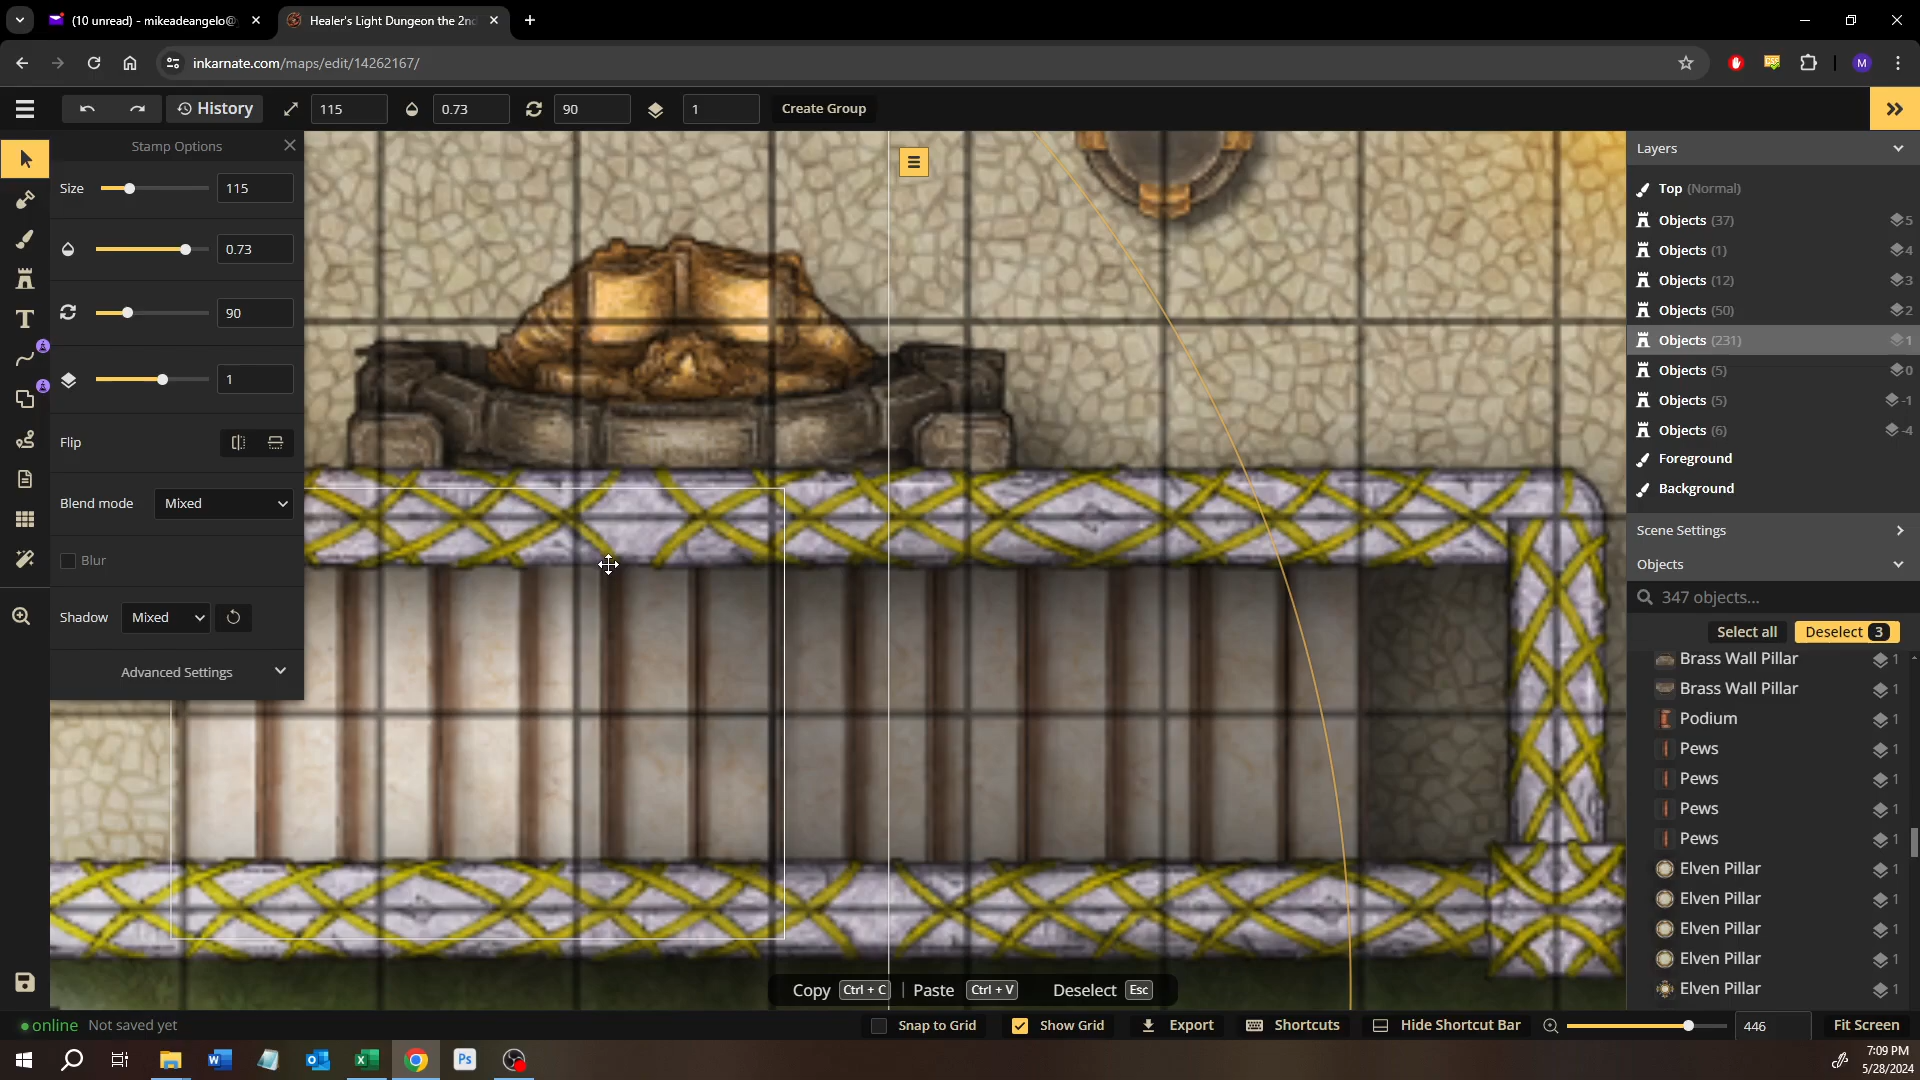 (10 unread) - mikeadeangelo@
Healer's Light Dungeon the 2nd
inkarnate.com/maps/edit/14262167/
M
History
115
0.73
90
1
Create Group
Stamp Options
Size
115
0.73
90
1
Flip
Blend mode
Mixed
Blur
Shadow
Mixed
Advanced Settings
Layers
Top (Normal)
Objects (37) 5
Objects (1) 4
Objects (12) 3
Objects (50) 2
Objects (231) 1
Objects (5) 0
Objects (5) -1
Objects (6) -4
Foreground
Background
Scene Settings
Objects
347 objects...
Select all
Deselect 3
Brass Wall Pillar 1
Brass Wall Pillar 1
Podium 1
Pews 1
Pews 1
Pews 1
Pews 1
Elven Pillar 1
Elven Pillar 1
Elven Pillar 1
Elven Pillar 1
Elven Pillar 1
Copy Ctrl + C | Paste Ctrl + V Deselect Esc
online Not saved yet
Snap to Grid
Show Grid
Export
Shortcuts
Hide Shortcut Bar
446
Fit Screen
Ps
7:09 PM
5/28/2024